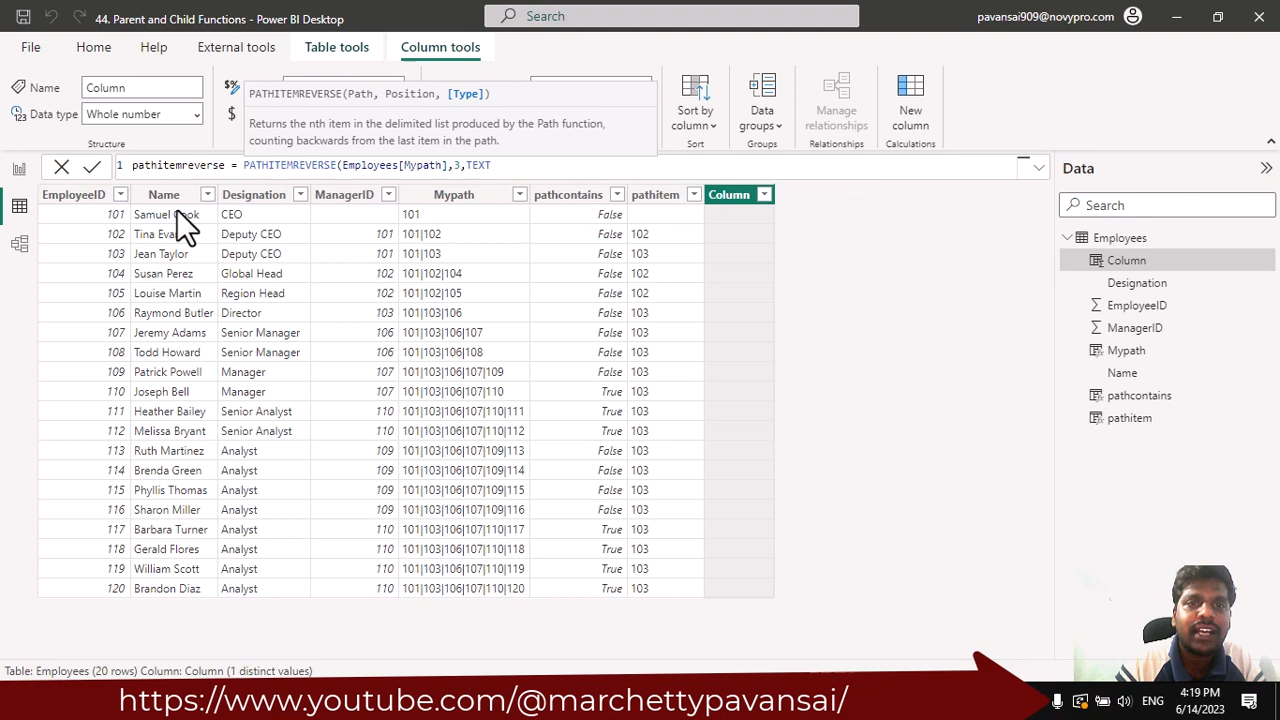 44. Parent and Child Functions - Power BI Desktop
Search
pavansai909@novypro.com
File Home Help External tools Table tools Column tools
Name Column
Data type Whole number
Structure
$% 
$
Sort by column
Sort
Data groups
Groups
Manage relationships
Relationships
New column
Calculations
PATHITEMREVERSE(Path, Position, [Type])
Returns the nth item in the delimited list produced by the Path function,
counting backwards from the last item in the path.
1 pathitemreverse = PATHITEMREVERSE(Employees[Mypath],3,TEXT
EmployeeID Name Designation ManagerID Mypath pathcontains pathitem Column
101 Samuel Cook CEO 101 False
102 Tina Eva Deputy CEO 101 101|102 False 102
103 Jean Taylor Deputy CEO 101 101|103 False 103
104 Susan Perez Global Head 102 101|102|104 False 102
105 Louise Martin Region Head 102 101|102|105 False 102
106 Raymond Butler Director 103 101|103|106 False 103
107 Jeremy Adams Senior Manager 106 101|103|106|107 False 103
108 Todd Howard Senior Manager 106 101|103|106|108 False 103
109 Patrick Powell Manager 107 101|103|106|107|109 False 103
110 Joseph Bell Manager 107 101|103|106|107|110 True 103
111 Heather Bailey Senior Analyst 110 101|103|106|107|110|111 True 103
112 Melissa Bryant Senior Analyst 110 101|103|106|107|110|112 True 103
113 Ruth Martinez Analyst 109 101|103|106|107|109|113 False 103
114 Brenda Green Analyst 109 101|103|106|107|109|114 False 103
115 Phyllis Thomas Analyst 109 101|103|106|107|109|115 False 103
116 Sharon Miller Analyst 109 101|103|106|107|109|116 False 103
117 Barbara Turner Analyst 110 101|103|106|107|110|117 True 103
118 Gerald Flores Analyst 110 101|103|106|107|110|118 True 103
119 William Scott Analyst 110 101|103|106|107|110|119 True 103
120 Brandon Diaz Analyst 110 101|103|106|107|110|120 True 103
Data
Search
Employees
Column
Designation
EmployeeID
ManagerID
Mypath
Name
pathcontains
pathitem
Table: Employees (20 rows) Column: Column (1 distinct values)
https://www.youtube.com/@marchettypavansai/
ENG
4:19 PM
6/14/2023